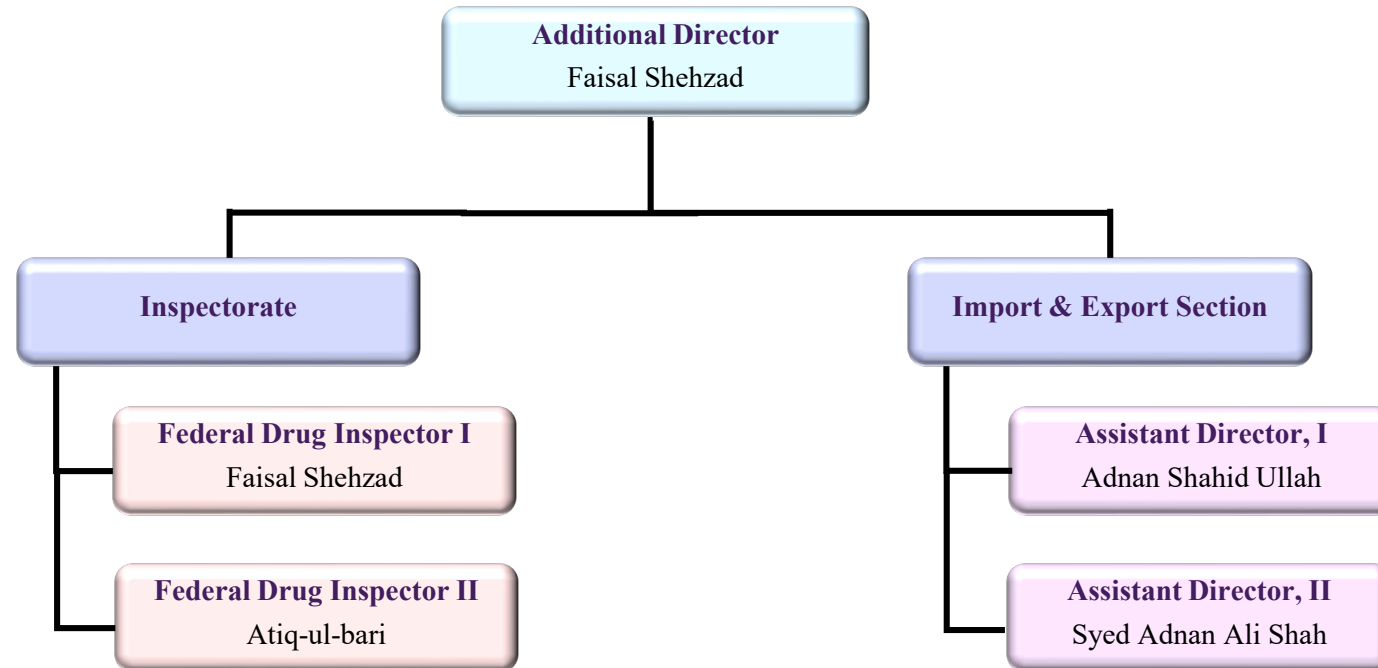 Additional Director
Faisal Shehzad
Inspectorate
Import & Export Section
Federal Drug Inspector I
Faisal Shehzad
Assistant Director, I
Adnan Shahid Ullah
Federal Drug Inspector II
Atiq-ul-bari
Assistant Director, II
Syed Adnan Ali Shah